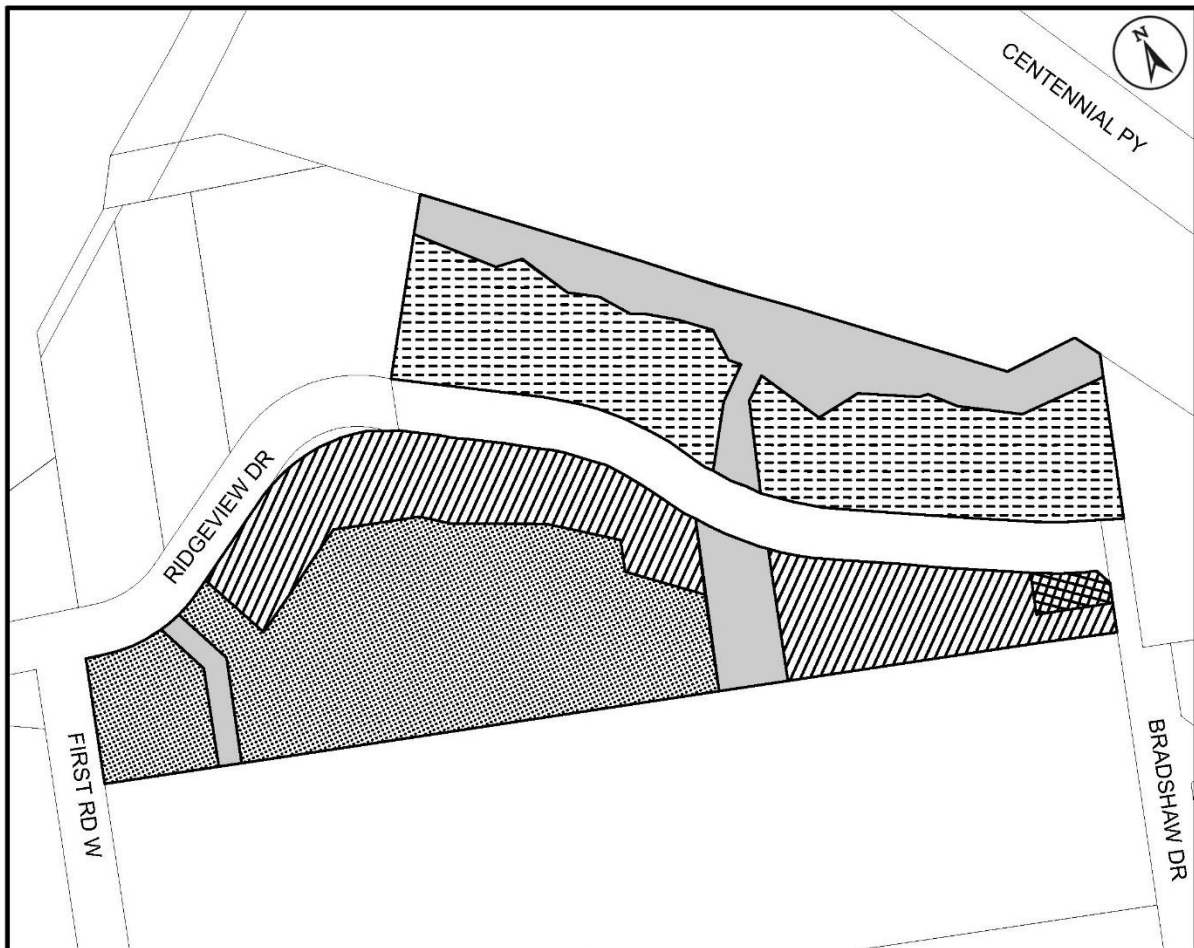 N
CENTENNIAL PY
RIDGEVIEW DR
FIRST RD W
BRADSHAW DR